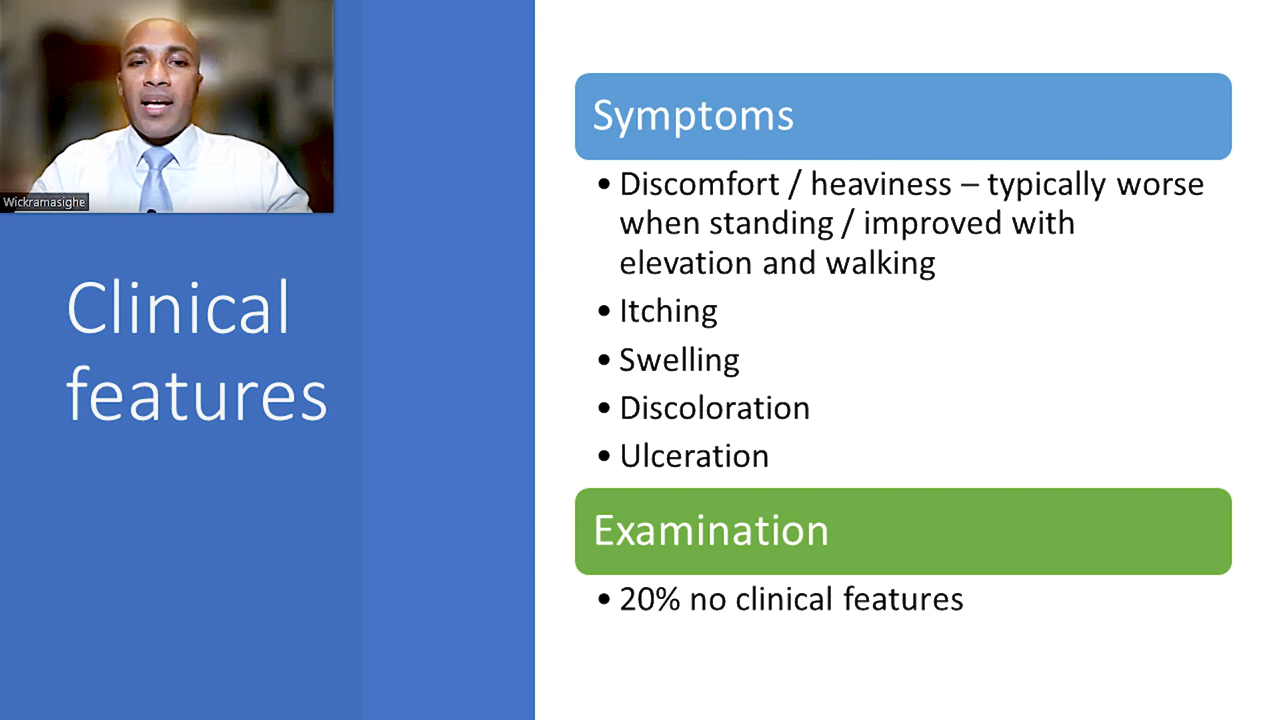 Wickramasighe
Clinical
features
Symptoms
• Discomfort / heaviness – typically worse
when standing / improved with
elevation and walking
• Itching
• Swelling
• Discoloration
• Ulceration
Examination
• 20% no clinical features